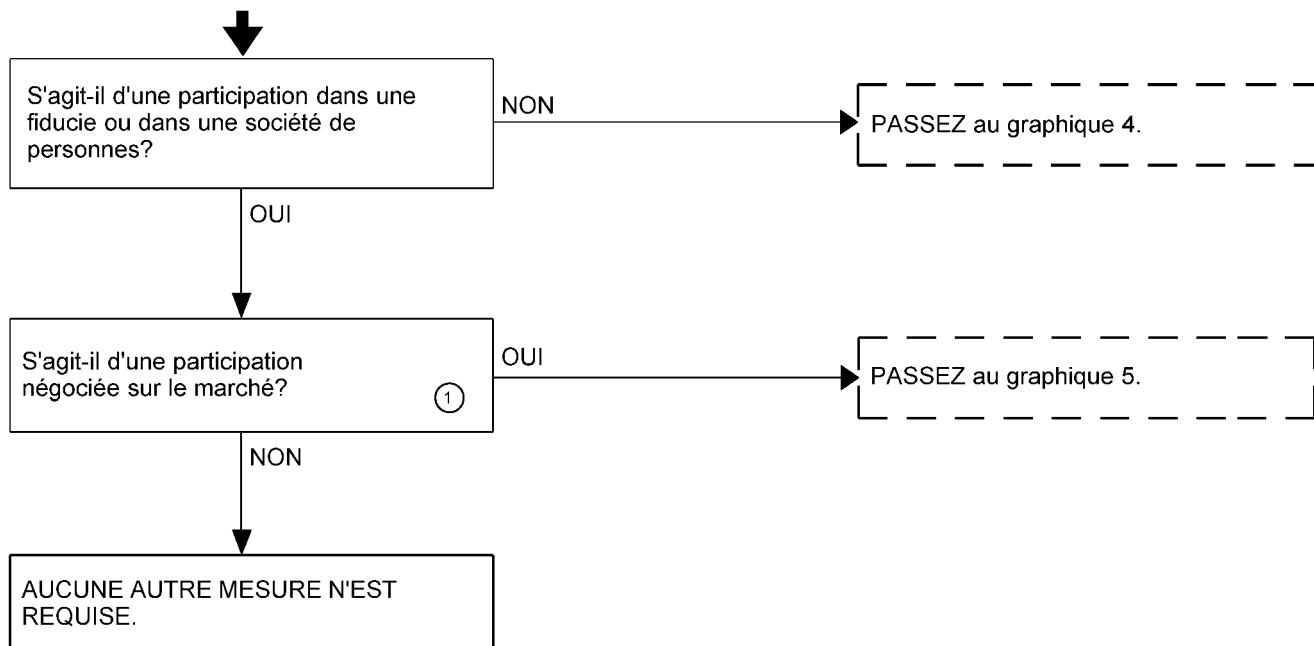 S'agit-il d'une participation dans une
fiducie ou dans une société de
personnes?
NON
PASSEZ au graphique 4.
OUI
S'agit-il d'une participation
négociée sur le marché?
1
OUI
PASSEZ au graphique 5.
NON
AUCUNE AUTRE MESURE N'EST
REQUISE.